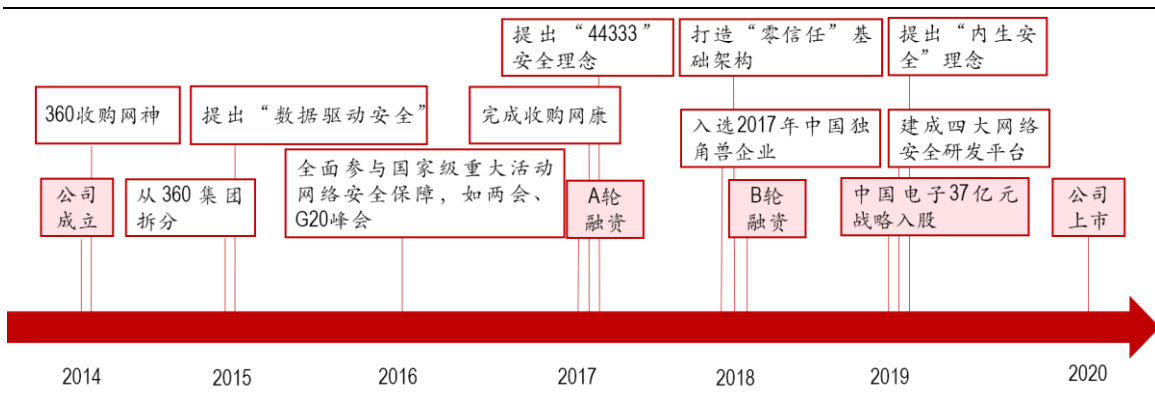 提出“44333”
安全理念
打造“零信任”基
础架构
提出“内生安
全”理念
360收购网神
提出“数据驱动安全”
完成收购网康
入选2017年中国独
角兽企业
建成四大网络
安全研发平台
全面参与国家级重大活动
网络安全保障，如两会、
G20峰会
公司
成立
从360集团
拆分
A轮
融资
B轮
融资
中国电子37亿元
战略入股
公司
上市
2014
2015
2016
2017
2018
2019
2020